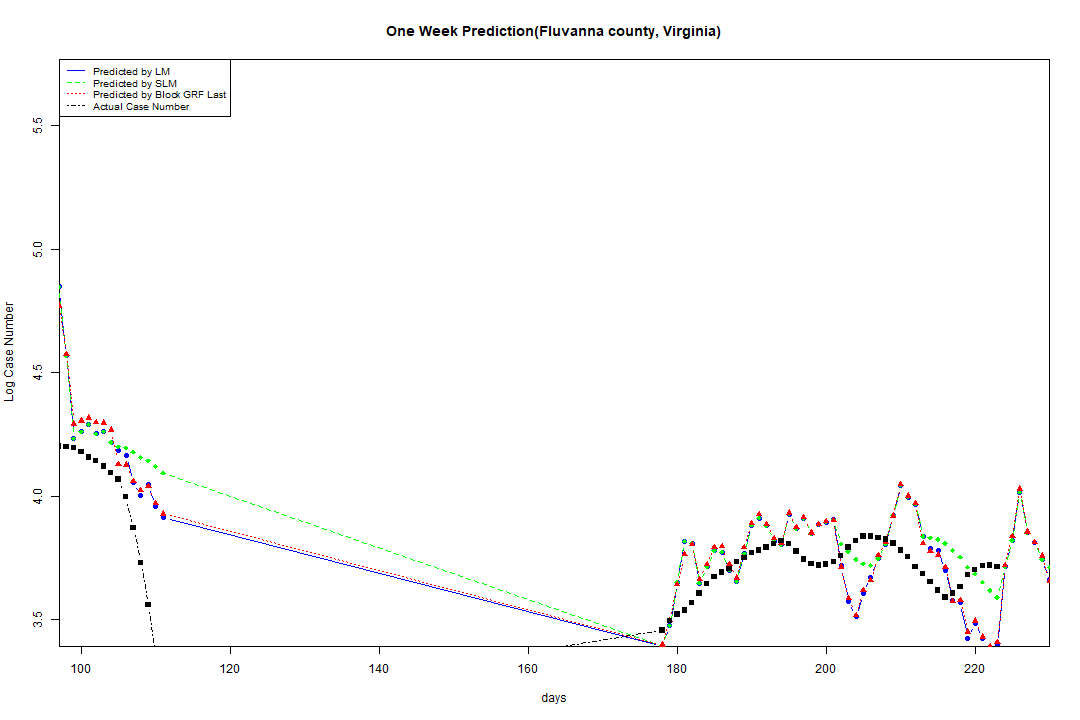 One Week Prediction(Fluvanna county, Virginia)
Predicted by LM
Predicted by SLM
Predicted by Block GRF Last
Actual Case Number
Log Case Number
5.5
5.0
4.5
4.0
3.5
100 120 140 160 180 200 220
days